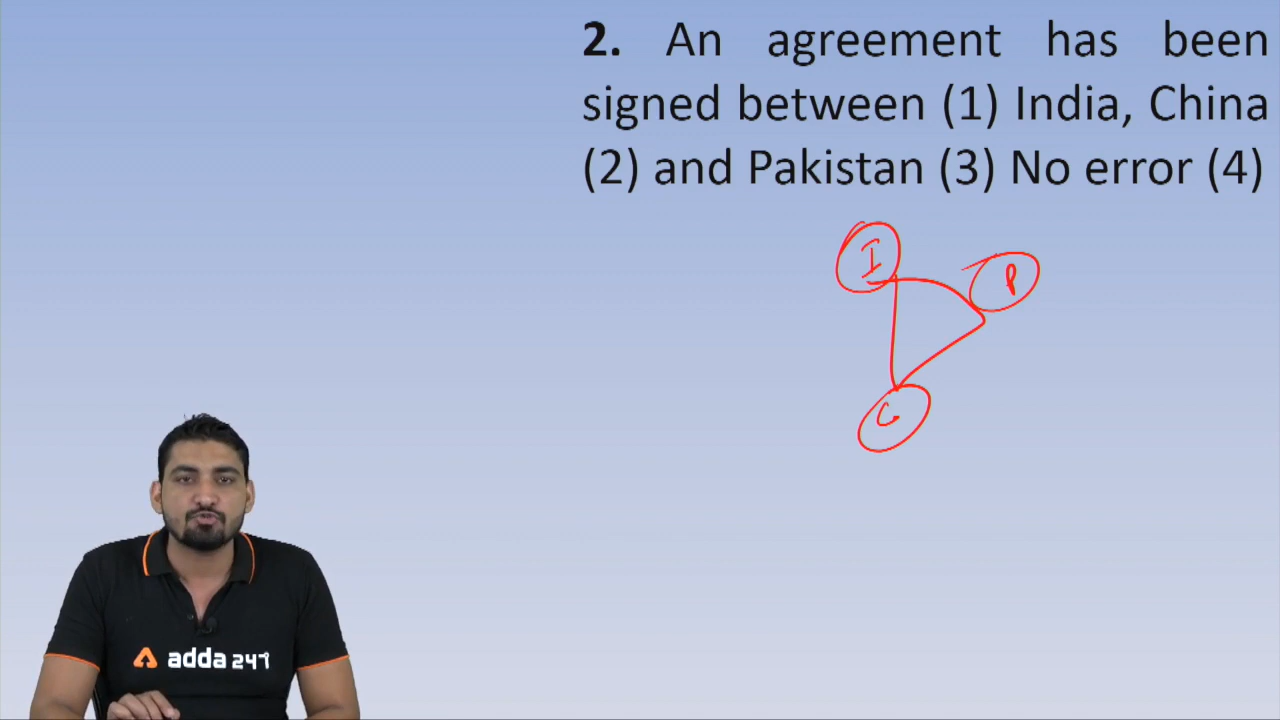 2. An agreement has been
signed between (1) India, China
(2) and Pakistan (3) No error (4)
I
P
C
adda 247